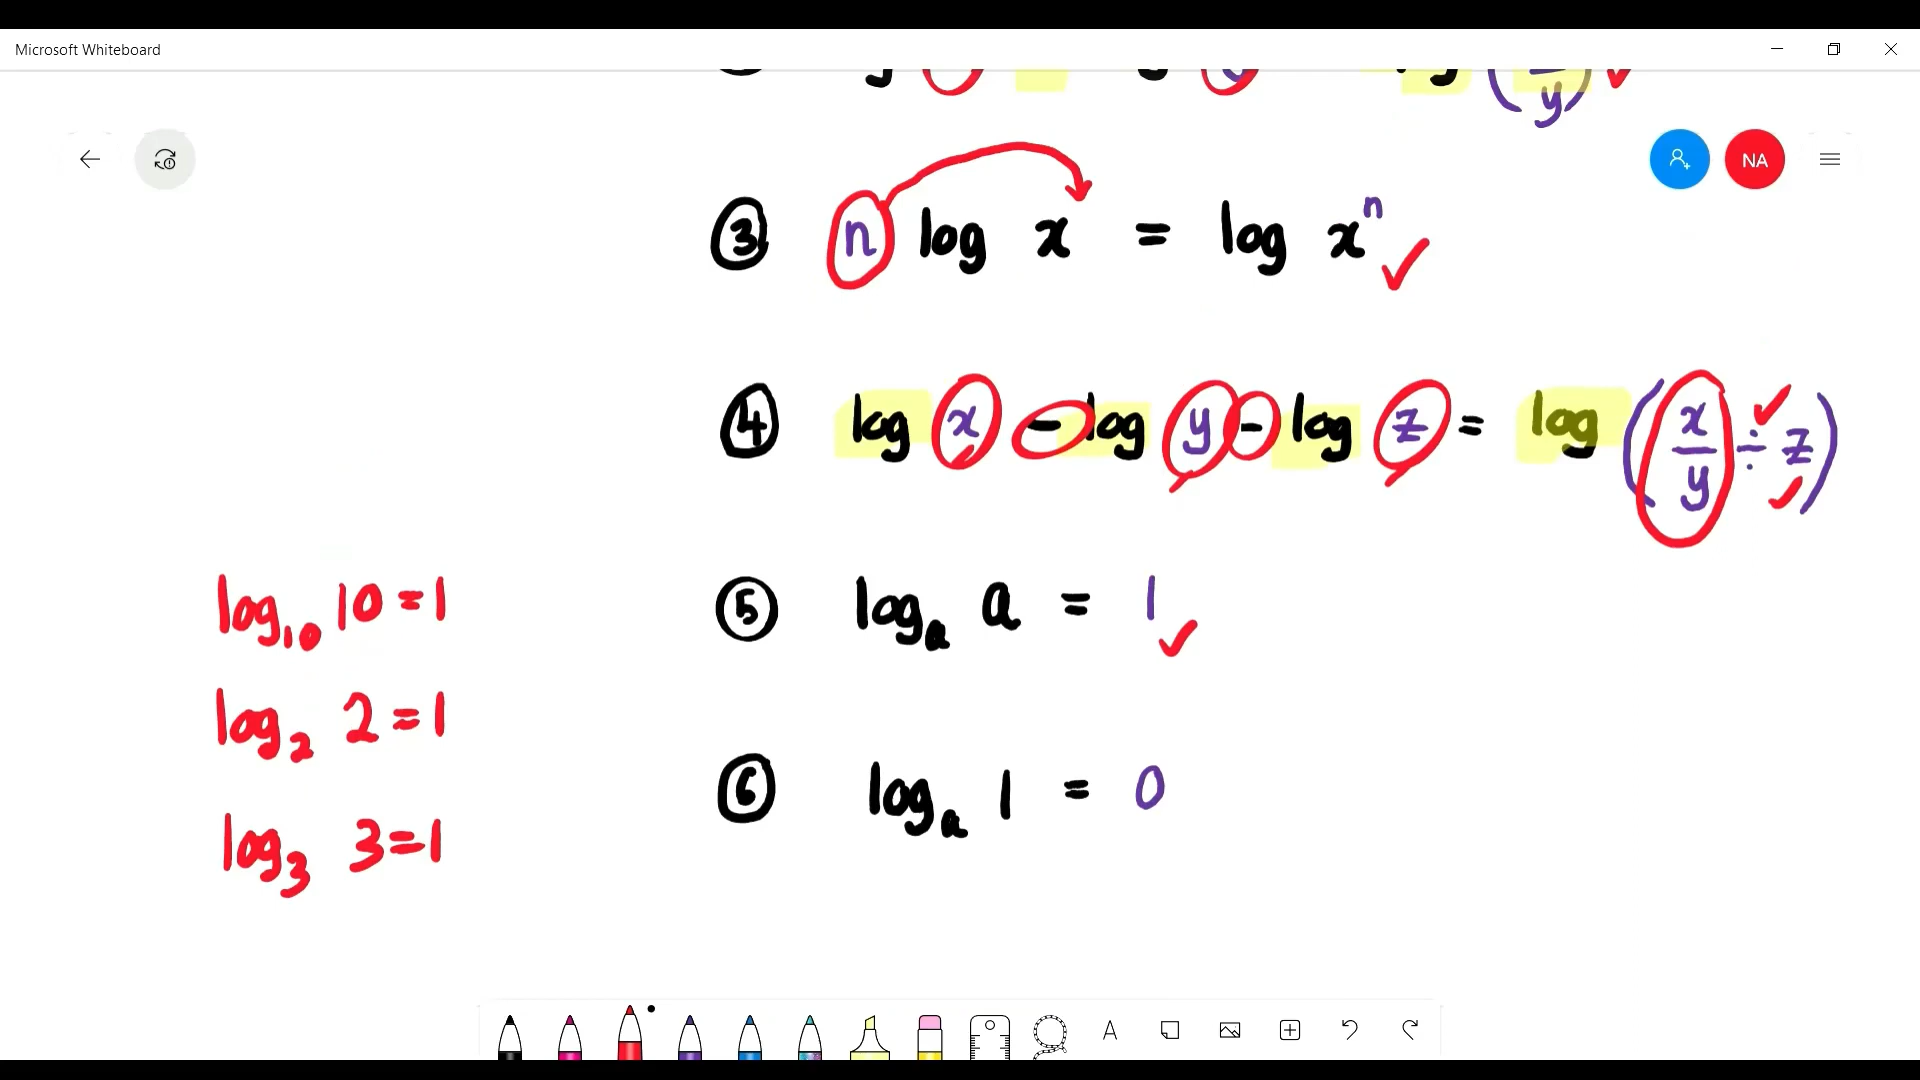 Microsoft Whiteboard
y
NA
③ n log x = log xⁿ ✓
④ log x - log y - log z = log (x/y ÷ z) ✓ ✓
log₁₀ 10 = 1
⑤ logₐ a = 1 ✓
log₂ 2 = 1
⑥ logₐ 1 = 0
log₃ 3 = 1
A